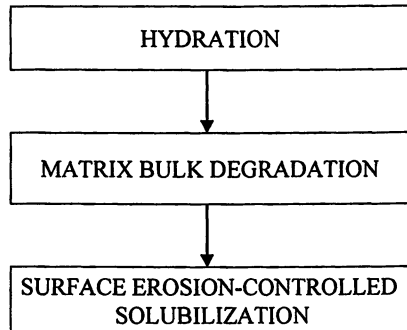 HYDRATION
MATRIX BULK DEGRADATION
SURFACE EROSION-CONTROLLED
SOLUBILIZATION